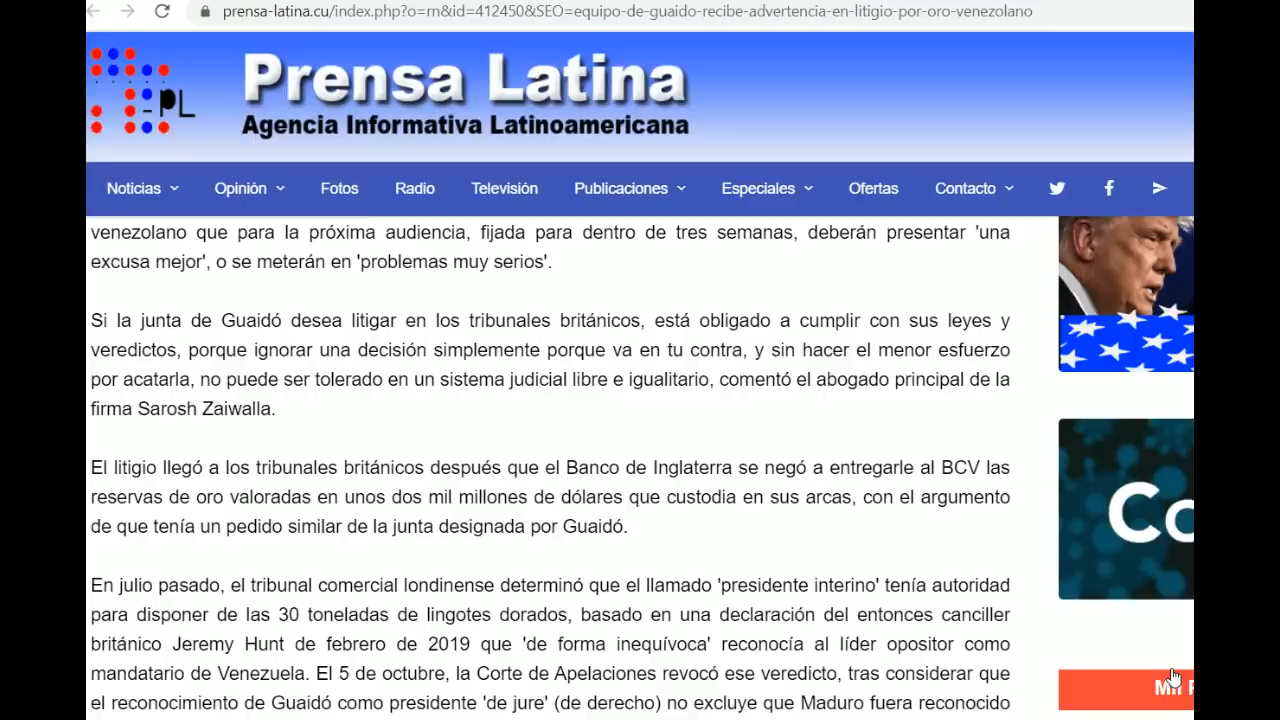 prensa-latina.cu/index.php?o=rn&id=412450&SEO=equipo-de-guaido-recibe-advertencia-en-litigio-por-oro-venezolano
PL
Prensa Latina
Agencia Informativa Latinoamericana
Noticias Opinión Fotos Radio Televisión Publicaciones Especiales Ofertas Contacto
venezolano que para la próxima audiencia, fijada para dentro de tres semanas, deberán presentar 'una
excusa mejor', o se meterán en 'problemas muy serios'.
Si la junta de Guaidó desea litigar en los tribunales británicos, está obligado a cumplir con sus leyes y
veredictos, porque ignorar una decisión simplemente porque va en tu contra, y sin hacer el menor esfuerzo
por acatarla, no puede ser tolerado en un sistema judicial libre e igualitario, comentó el abogado principal de la
firma Sarosh Zaiwalla.
El litigio llegó a los tribunales británicos después que el Banco de Inglaterra se negó a entregarle al BCV las
reservas de oro valoradas en unos dos mil millones de dólares que custodia en sus arcas, con el argumento
de que tenía un pedido similar de la junta designada por Guaidó.
En julio pasado, el tribunal comercial londinense determinó que el llamado 'presidente interino' tenía autoridad
para disponer de las 30 toneladas de lingotes dorados, basado en una declaración del entonces canciller
británico Jeremy Hunt de febrero de 2019 que 'de forma inequívoca' reconocía al líder opositor como
mandatario de Venezuela. El 5 de octubre, la Corte de Apelaciones revocó ese veredicto, tras considerar que
el reconocimiento de Guaidó como presidente 'de jure' (de derecho) no excluye que Maduro fuera reconocido
Co